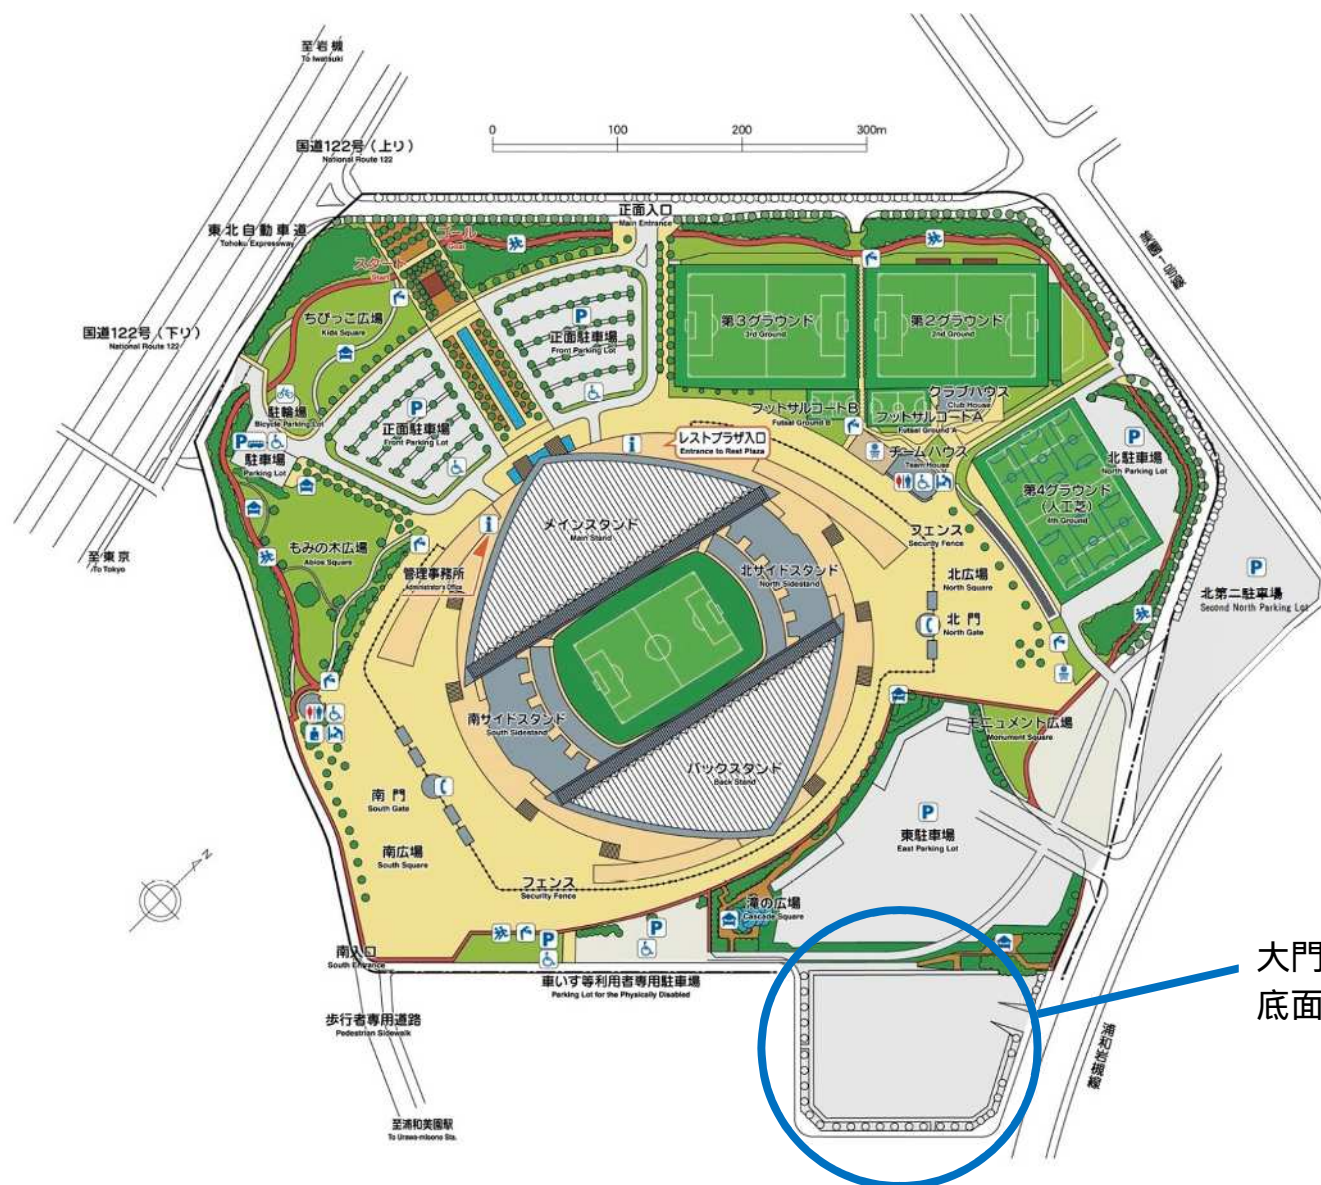 至岩槻
To Iwatsuki
0 100 200 300m
国道122号（上り）
National Route 122
東北自動車道
Tohoku Expressway
正面入口
Main Entrance
ゴール
Goal
スタート
Start
ちびっこ広場
Kids Square
国道122号（下り）
National Route 122
P
正面駐車場
Front Parking Lot
第3グラウンド
3rd Ground
第2グラウンド
2nd Ground
駐輪場
Bicycle Parking Lot
P
正面駐車場
Front Parking Lot
フットサルコートB
Futsal Ground B
クラブハウス
Club House
フットサルコートA
Futsal Ground A
レストプラザ入口
Entrance to Rest Plaza
P
駐車場
Parking Lot
チームハウス
Team House
P
北駐車場
North Parking Lot
第4グラウンド
(人工芝)
4th Ground
メインスタンド
Main Stand
フェンス
Security Fence
もみの木広場
Abies Square
至東京
To Tokyo
管理事務所
Administrator's Office
北サイドスタンド
North Sidestand
北広場
North Square
P
北第二駐車場
Second North Parking Lot
北門
North Gate
南サイドスタンド
South Sidestand
モニュメント広場
Monument Square
バックスタンド
Back Stand
南門
South Gate
P
東駐車場
East Parking Lot
南広場
South Square
フェンス
Security Fence
滝の広場
Cascade Square
N
南入口
South Entrance
P
P
車いす等利用者専用駐車場
Parking Lot for the Physically Disabled
大門
底面
歩行者専用道路
Pedestrian Sidewalk
浦和岩槻線
至浦和美園駅
To Urawa-misono Sta.